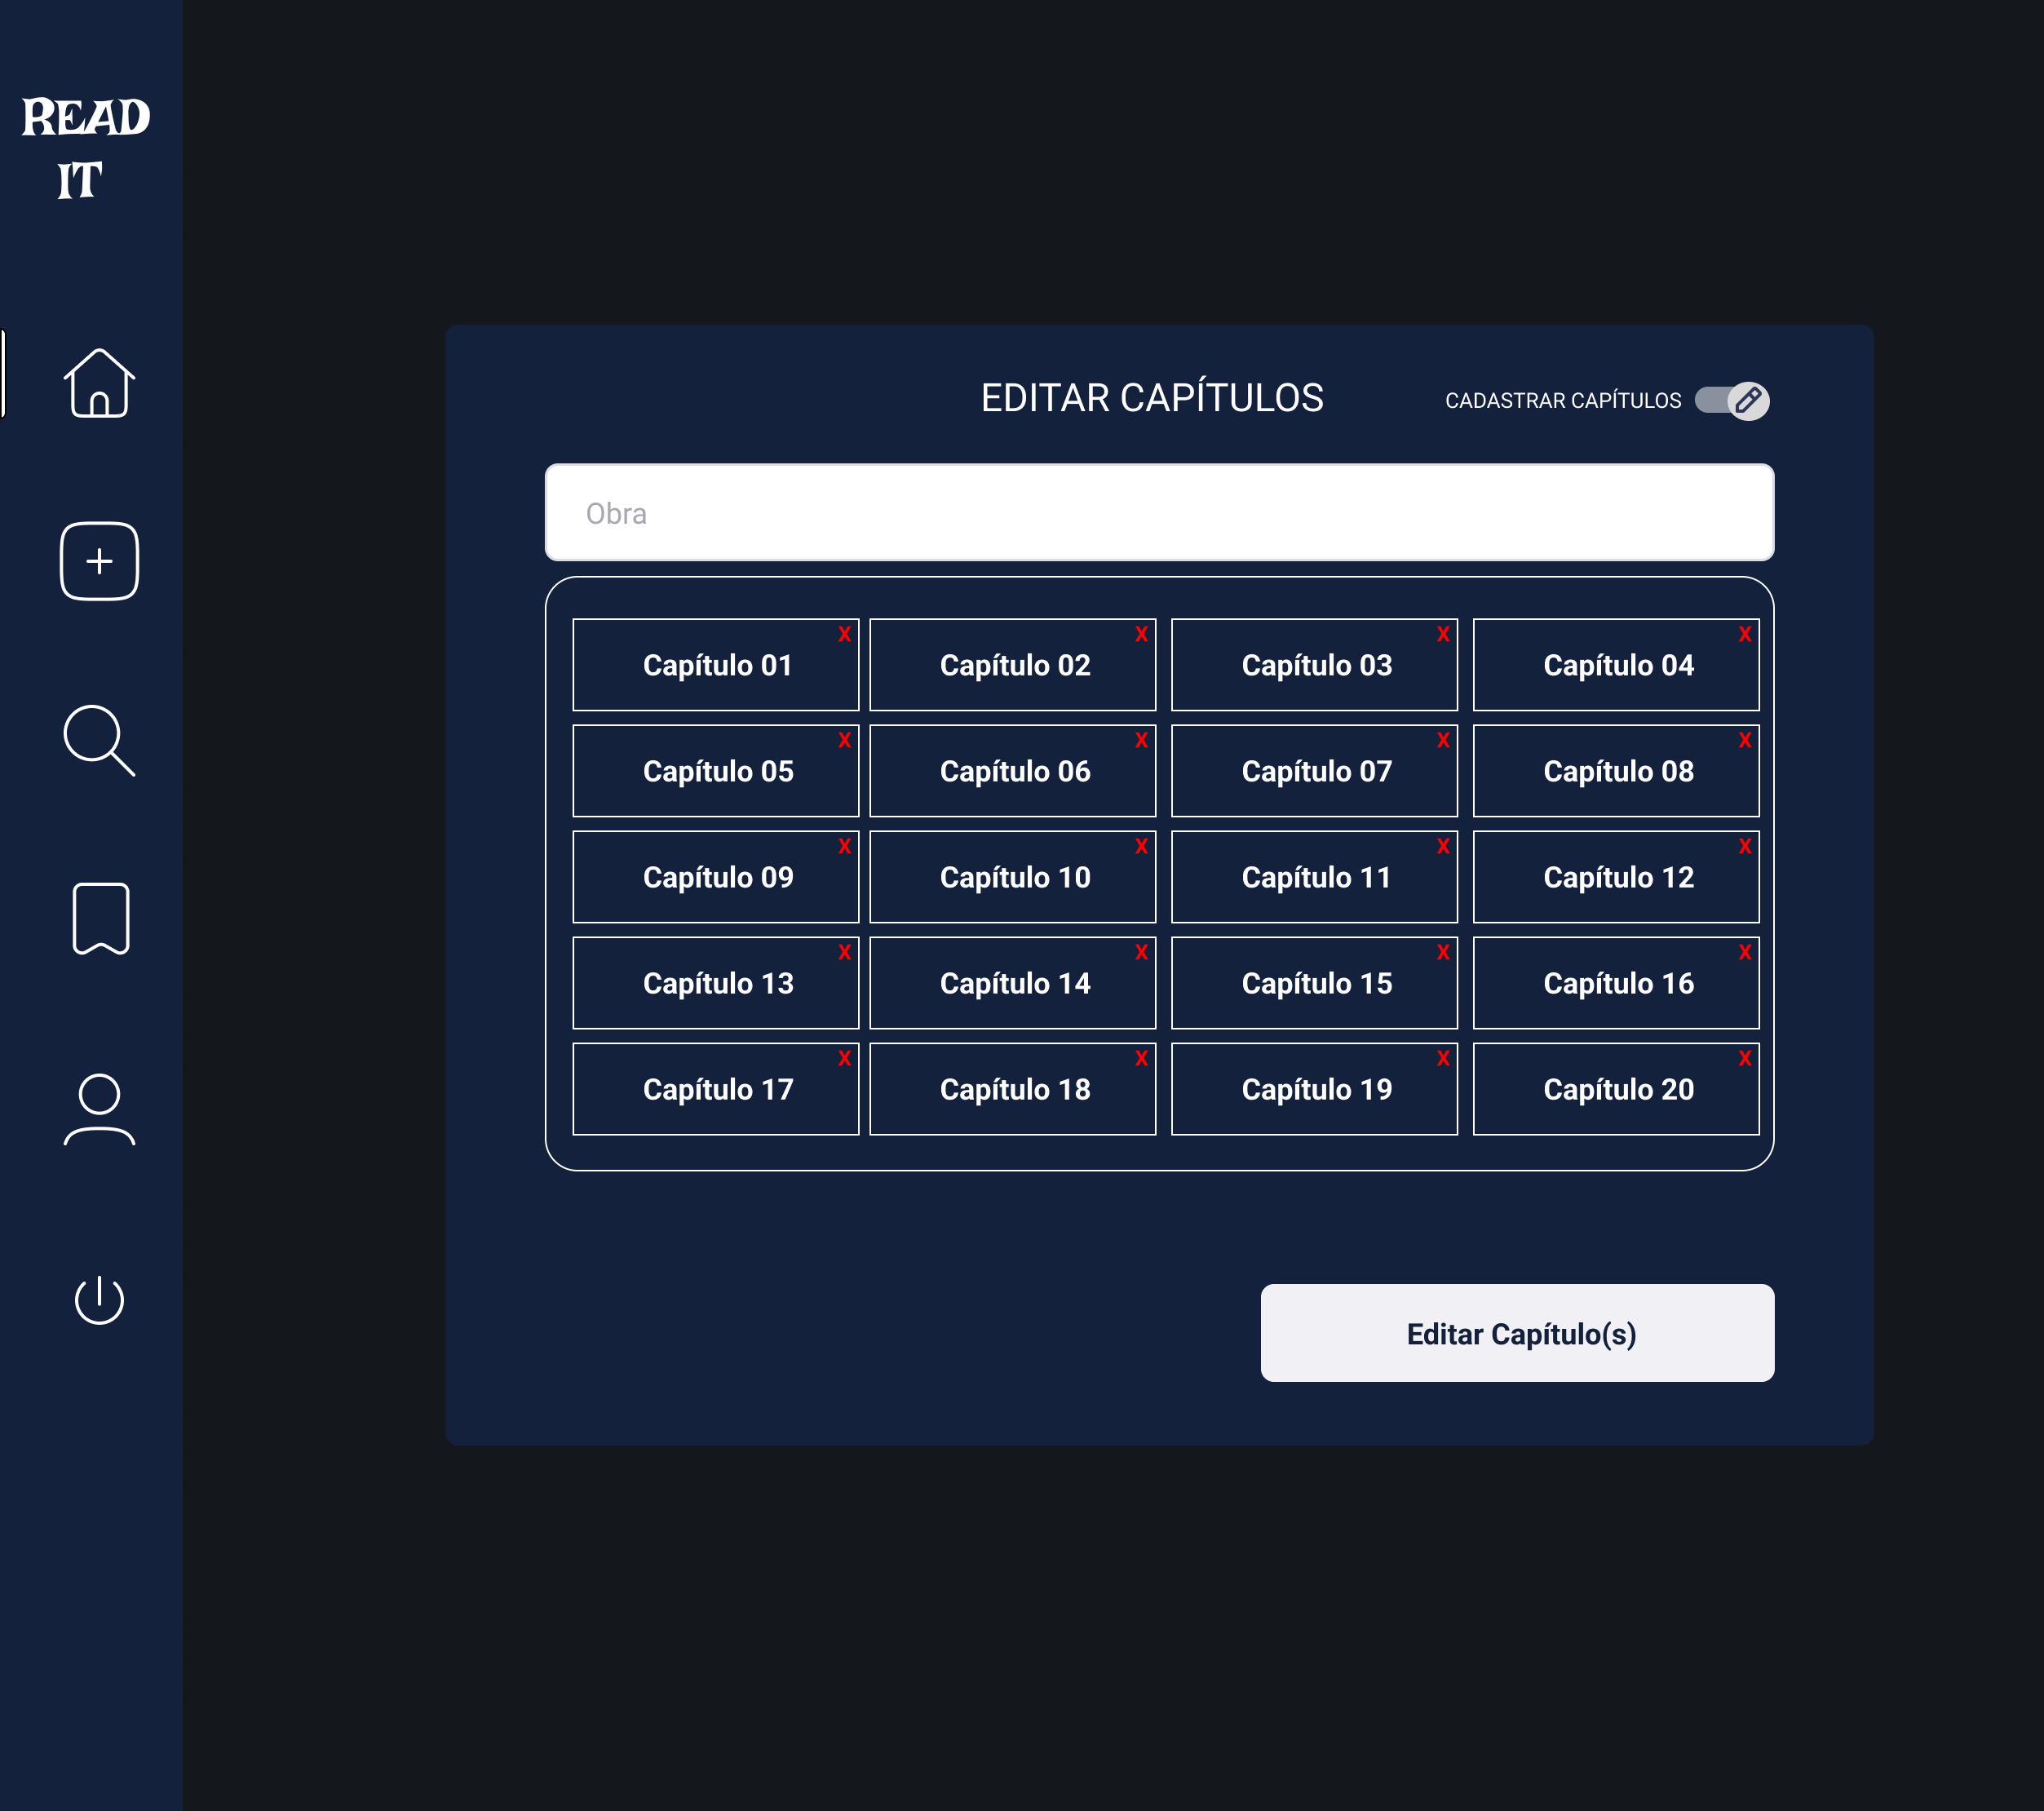 READ
IT
EDITAR CAPÍTULOS
CADASTRAR CAPÍTULOS
Obra
X X X X
Capítulo 01 Capítulo 02 Capítulo 03 Capítulo 04
X X X X
Capítulo 05 Capítulo 06 Capítulo 07 Capítulo 08
X X X X
Capítulo 09 Capítulo 10 Capítulo 11 Capítulo 12
X X X X
Capítulo 13 Capítulo 14 Capítulo 15 Capítulo 16
X X X X
Capítulo 17 Capítulo 18 Capítulo 19 Capítulo 20
Editar Capítulo(s)